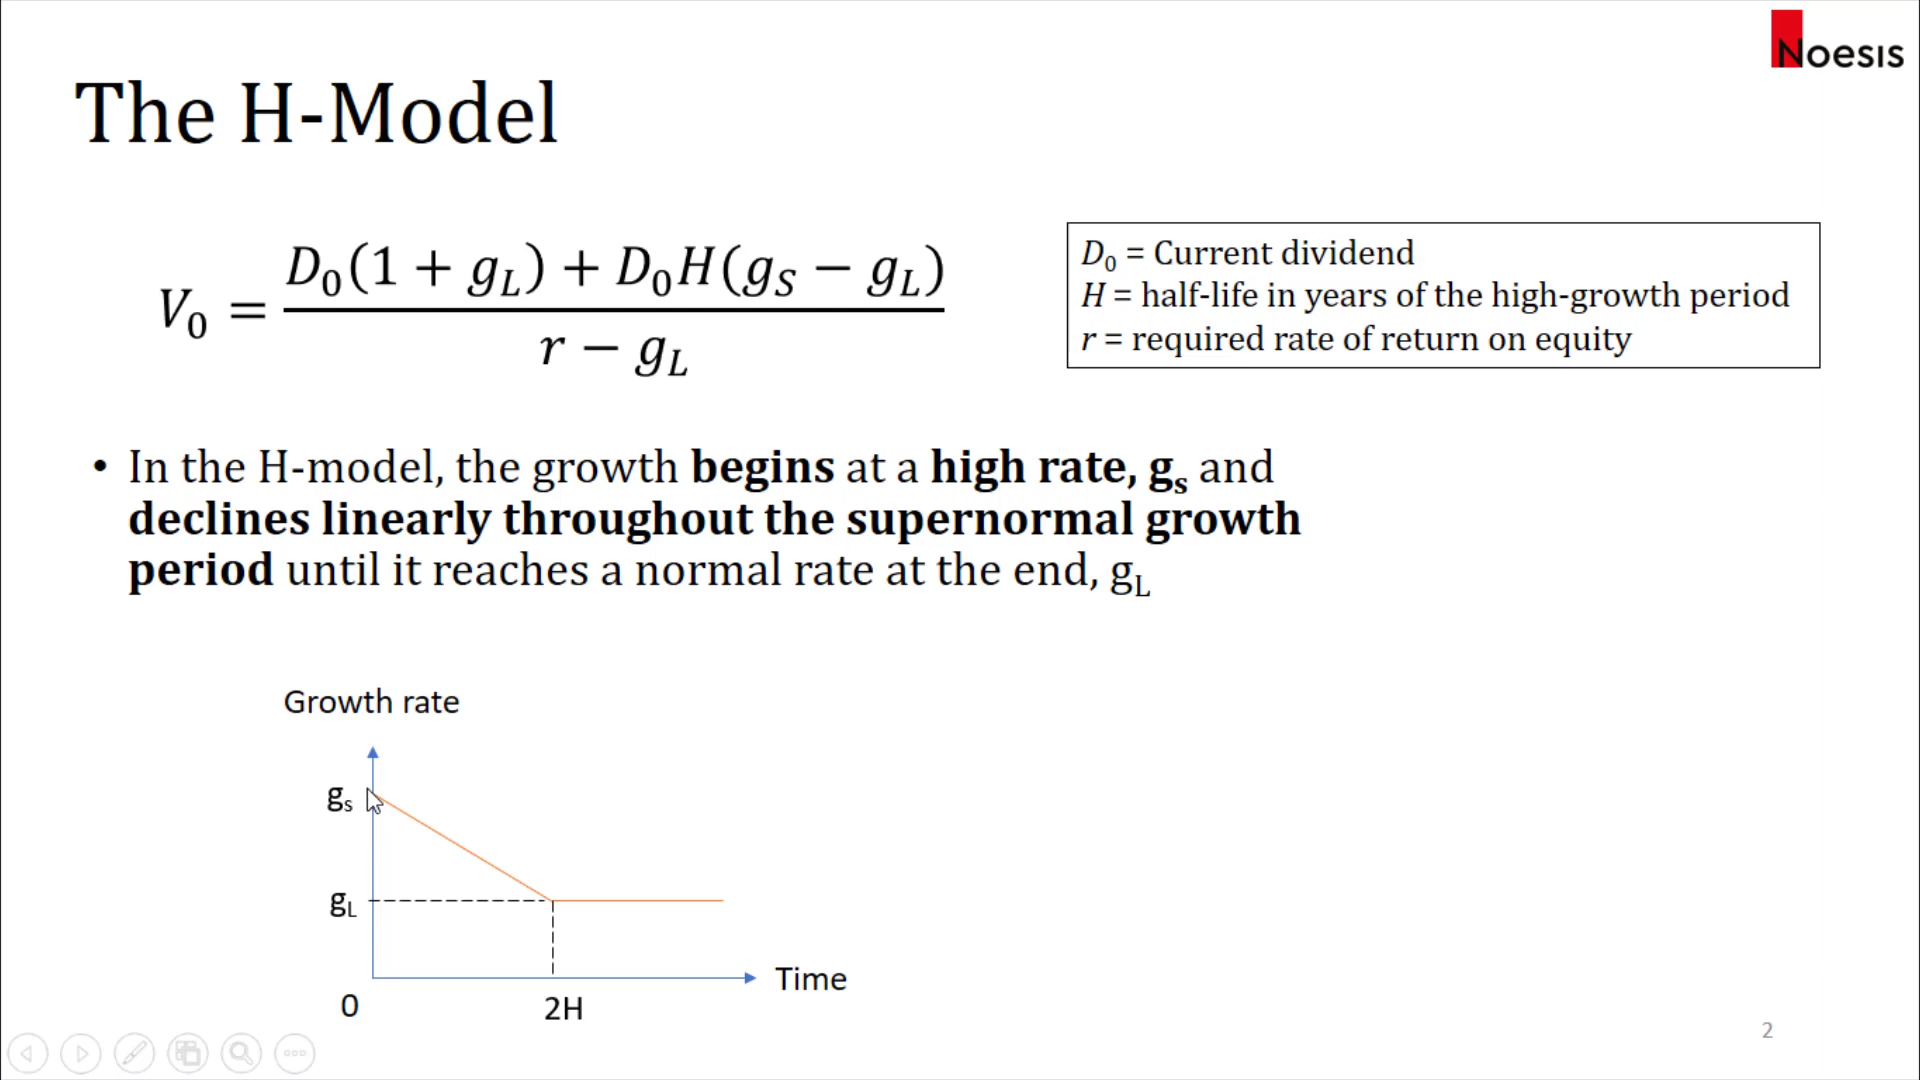 Noesis
The H-Model
V₀ = (D₀(1 + g_L) + D₀H(g_S − g_L)) / (r − g_L)
D₀ = Current dividend
H = half-life in years of the high-growth period
r = required rate of return on equity
• In the H-model, the growth begins at a high rate, gₛ and
declines linearly throughout the supernormal growth
period until it reaches a normal rate at the end, g_L
Growth rate
gₛ
g_L
Time
0
2H
2